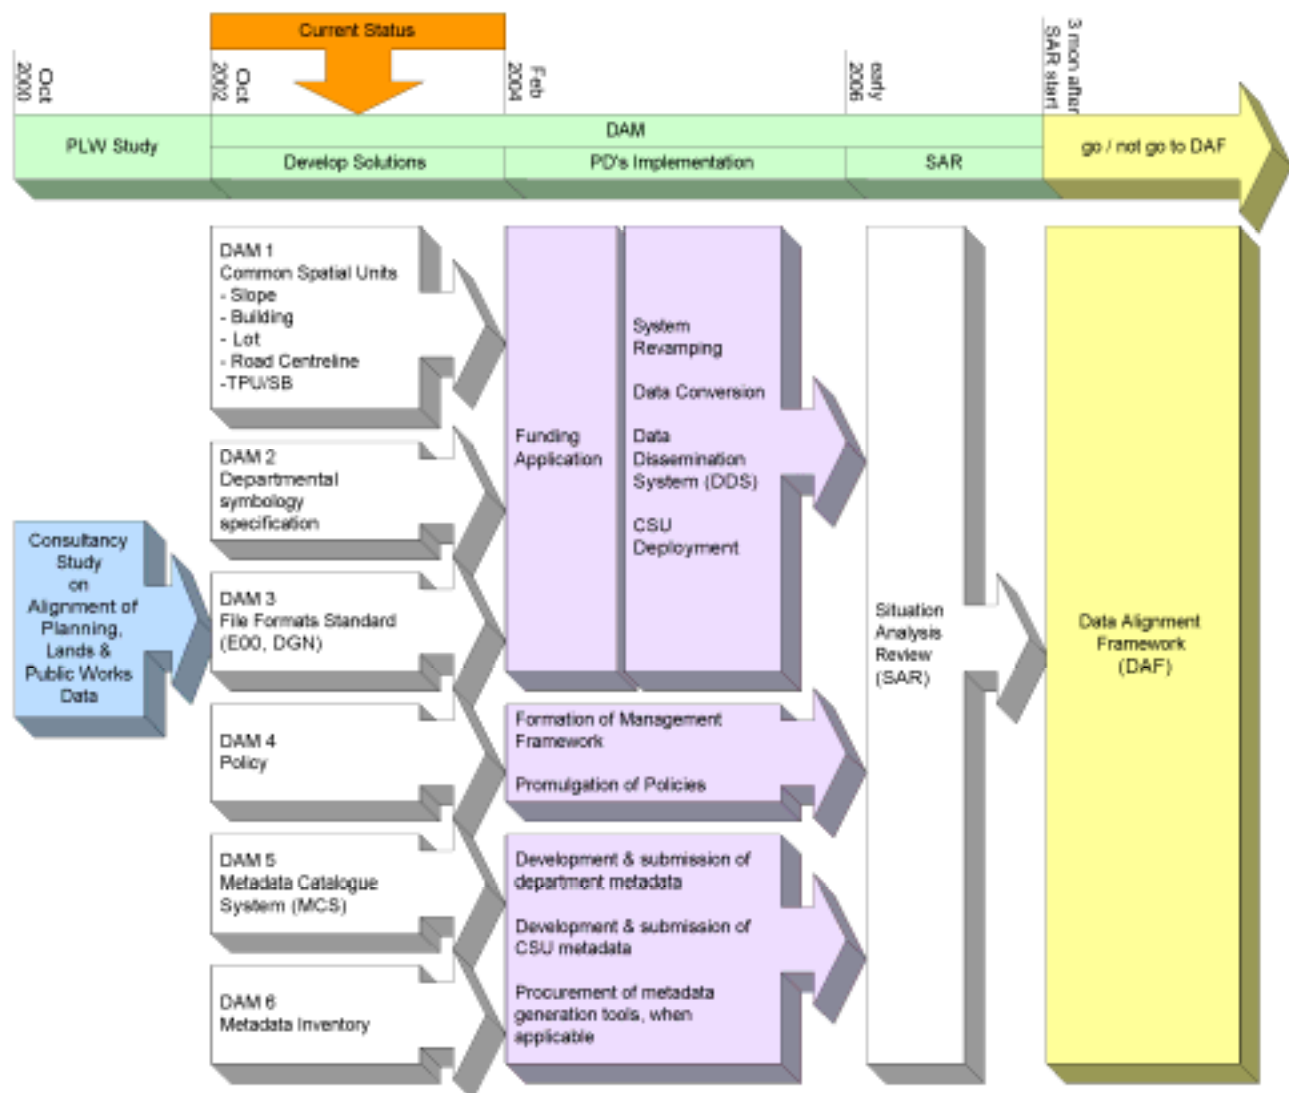 Current Status
Oct
2000
Oct
2002
Feb
2004
early
2006
3 mon after
SAR start
PLW Study
DAM
Develop Solutions
PD's Implementation
SAR
go / not go to DAF
Consultancy
Study
on
Alignment of
Planning,
Lands &
Public Works
Data
DAM 1
Common Spatial Units
- Slope
- Building
- Lot
- Road Centreline
-TPU/SB
DAM 2
Departmental
symbology
specification
DAM 3
File Formats Standard
(E00, DGN)
DAM 4
Policy
DAM 5
Metadata Catalogue
System (MCS)
DAM 6
Metadata Inventory
Funding
Application
System
Revamping
Data Conversion
Data
Dissemination
System (DDS)
CSU
Deployment
Formation of Management
Framework
Promulgation of Policies
Development & submission of
department metadata
Development & submission of
CSU metadata
Procurement of metadata
generation tools, when
applicable
Situation
Analysis
Review
(SAR)
Data Alignment
Framework
(DAF)